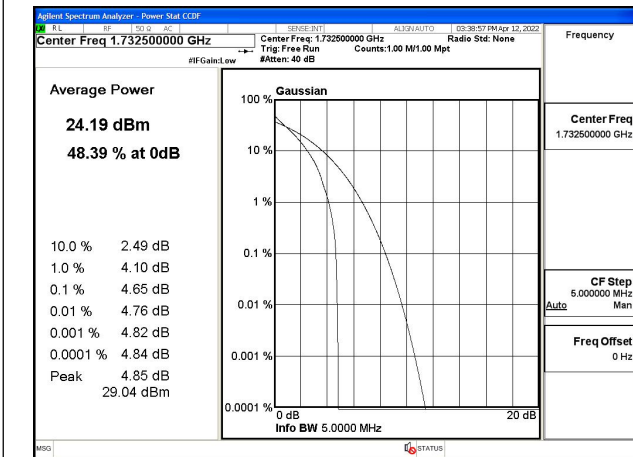 Agilent Spectrum Analyzer - Power Stat CCDF
LXI RL RF 50 Ω AC SENSE:INT ALIGNAUTO 03:38:57 PM Apr 12, 2022
Center Freq 1.732500000 GHz
Center Freq: 1.732500000 GHz Radio Std: None
Trig: Free Run Counts:1.00 M/1.00 Mpt
#IFGain:Low #Atten: 40 dB
Frequency
Average Power
24.19 dBm
48.39 % at 0dB
10.0 % 2.49 dB
1.0 % 4.10 dB
0.1 % 4.65 dB
0.01 % 4.76 dB
0.001 % 4.82 dB
0.0001 % 4.84 dB
Peak 4.85 dB
29.04 dBm
Gaussian
100 %
10 %
1 %
0.1 %
0.01 %
0.001 %
0.0001 %
0 dB 20 dB
Info BW 5.0000 MHz
Center Freq
1.732500000 GHz
CF Step
5.000000 MHz
Auto Man
Freq Offset
0 Hz
MSG STATUS